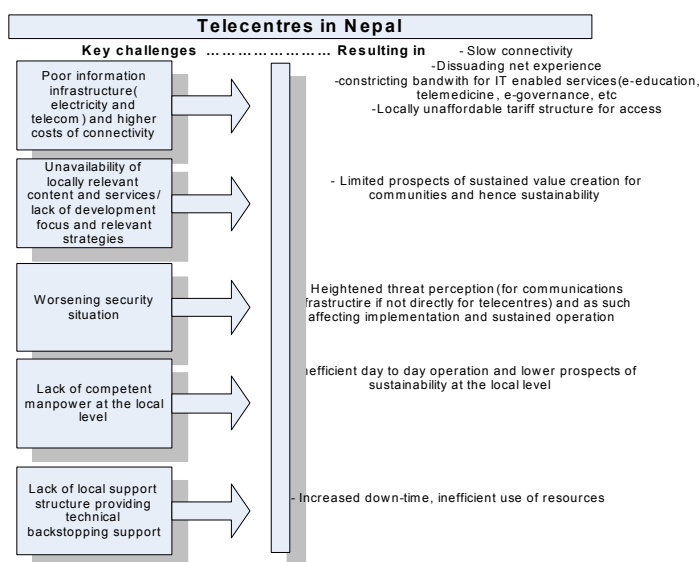 Telecentres in Nepal
Key challenges ........................ Resulting in
Poor information
infrastructure(
electricity and
telecom) and higher
costs of connectivity
- Slow connectivity
-Dissuading net experience
-constricting bandwith for IT enabled services(e-education,
telemedicine, e-governance, etc
-Locally unaffordable tariff structure for access
Unavailability of
locally relevant
content and services/
lack of development
focus and relevant
strategies
- Limited prospects of sustained value creation for
communities and hence sustainability
Worsening security
situation
Heightened threat perception(for communications
frastructire if not directly for telecentres) and as such
affecting implementation and sustained operation
Lack of competent
manpower at the local
level
nefficient day to day operation and lower prospects of
sustainability at the local level
Lack of local support
structure providing
technical
backstopping support
- Increased down-time, inefficient use of resources